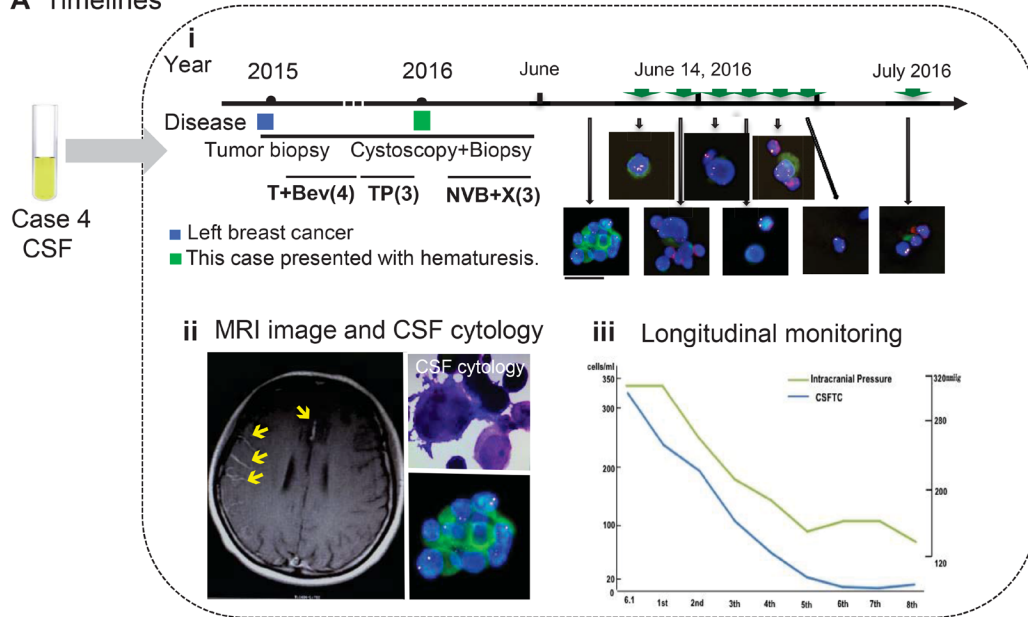 A Timelines
i
Year
2015
2016
June
June 14, 2016
July 2016
Disease
Tumor biopsy
Cystoscopy+Biopsy
T+Bev(4)
TP(3)
NVB+X(3)
Case 4
CSF
Left breast cancer
This case presented with hematuresis.
ii MRI image and CSF cytology
CSF cytology
iii Longitudinal monitoring
cells/ml
350
300
200
100
20
0
Intracranial Pressure
CSFTC
320mmHg
280
200
120
6.1 1st 2nd 3th 4th 5th 6th 7th 8th